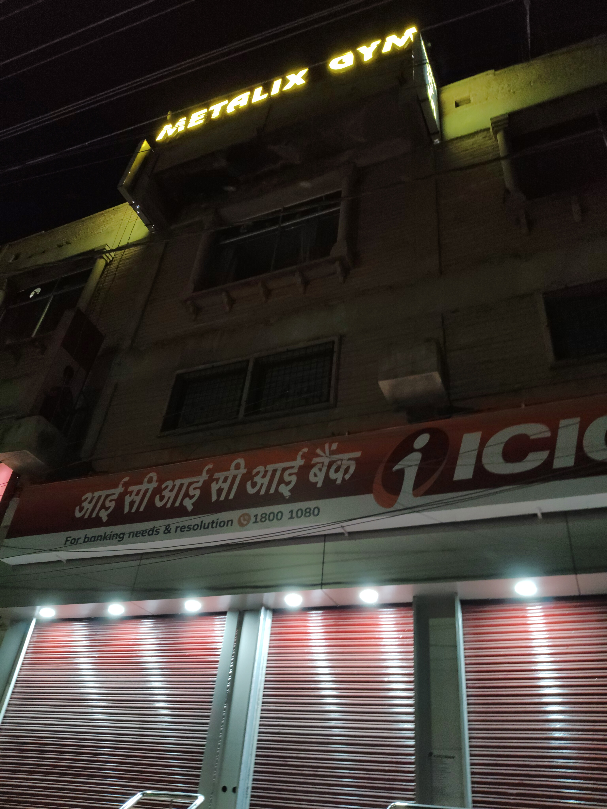 METALIX GYM
आई सी आई सी आई बैंक
ICIC
For banking needs & resolution 1800 1080